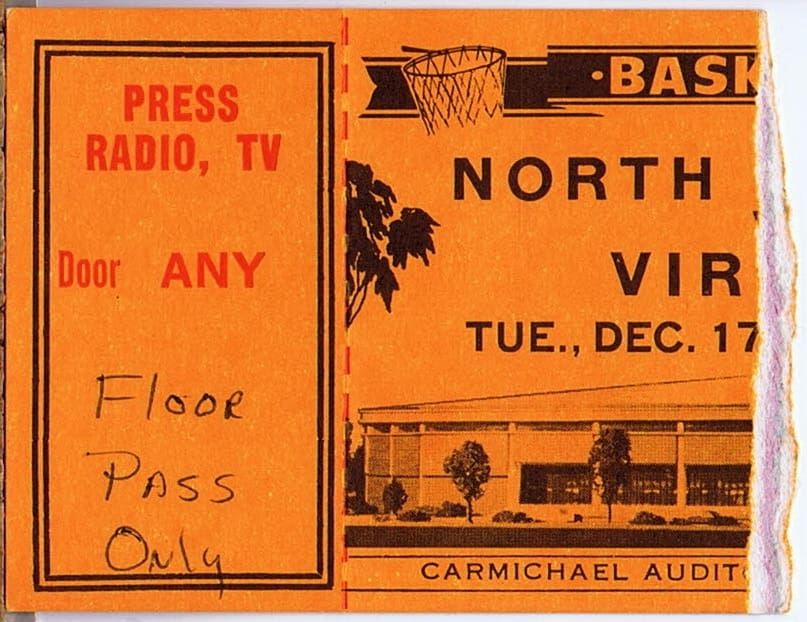 PRESS
RADIO, TV
Door ANY
Floor
Pass
Only
·BASK
NORTH
VIR
TUE., DEC. 17
CARMICHAEL AUDIT